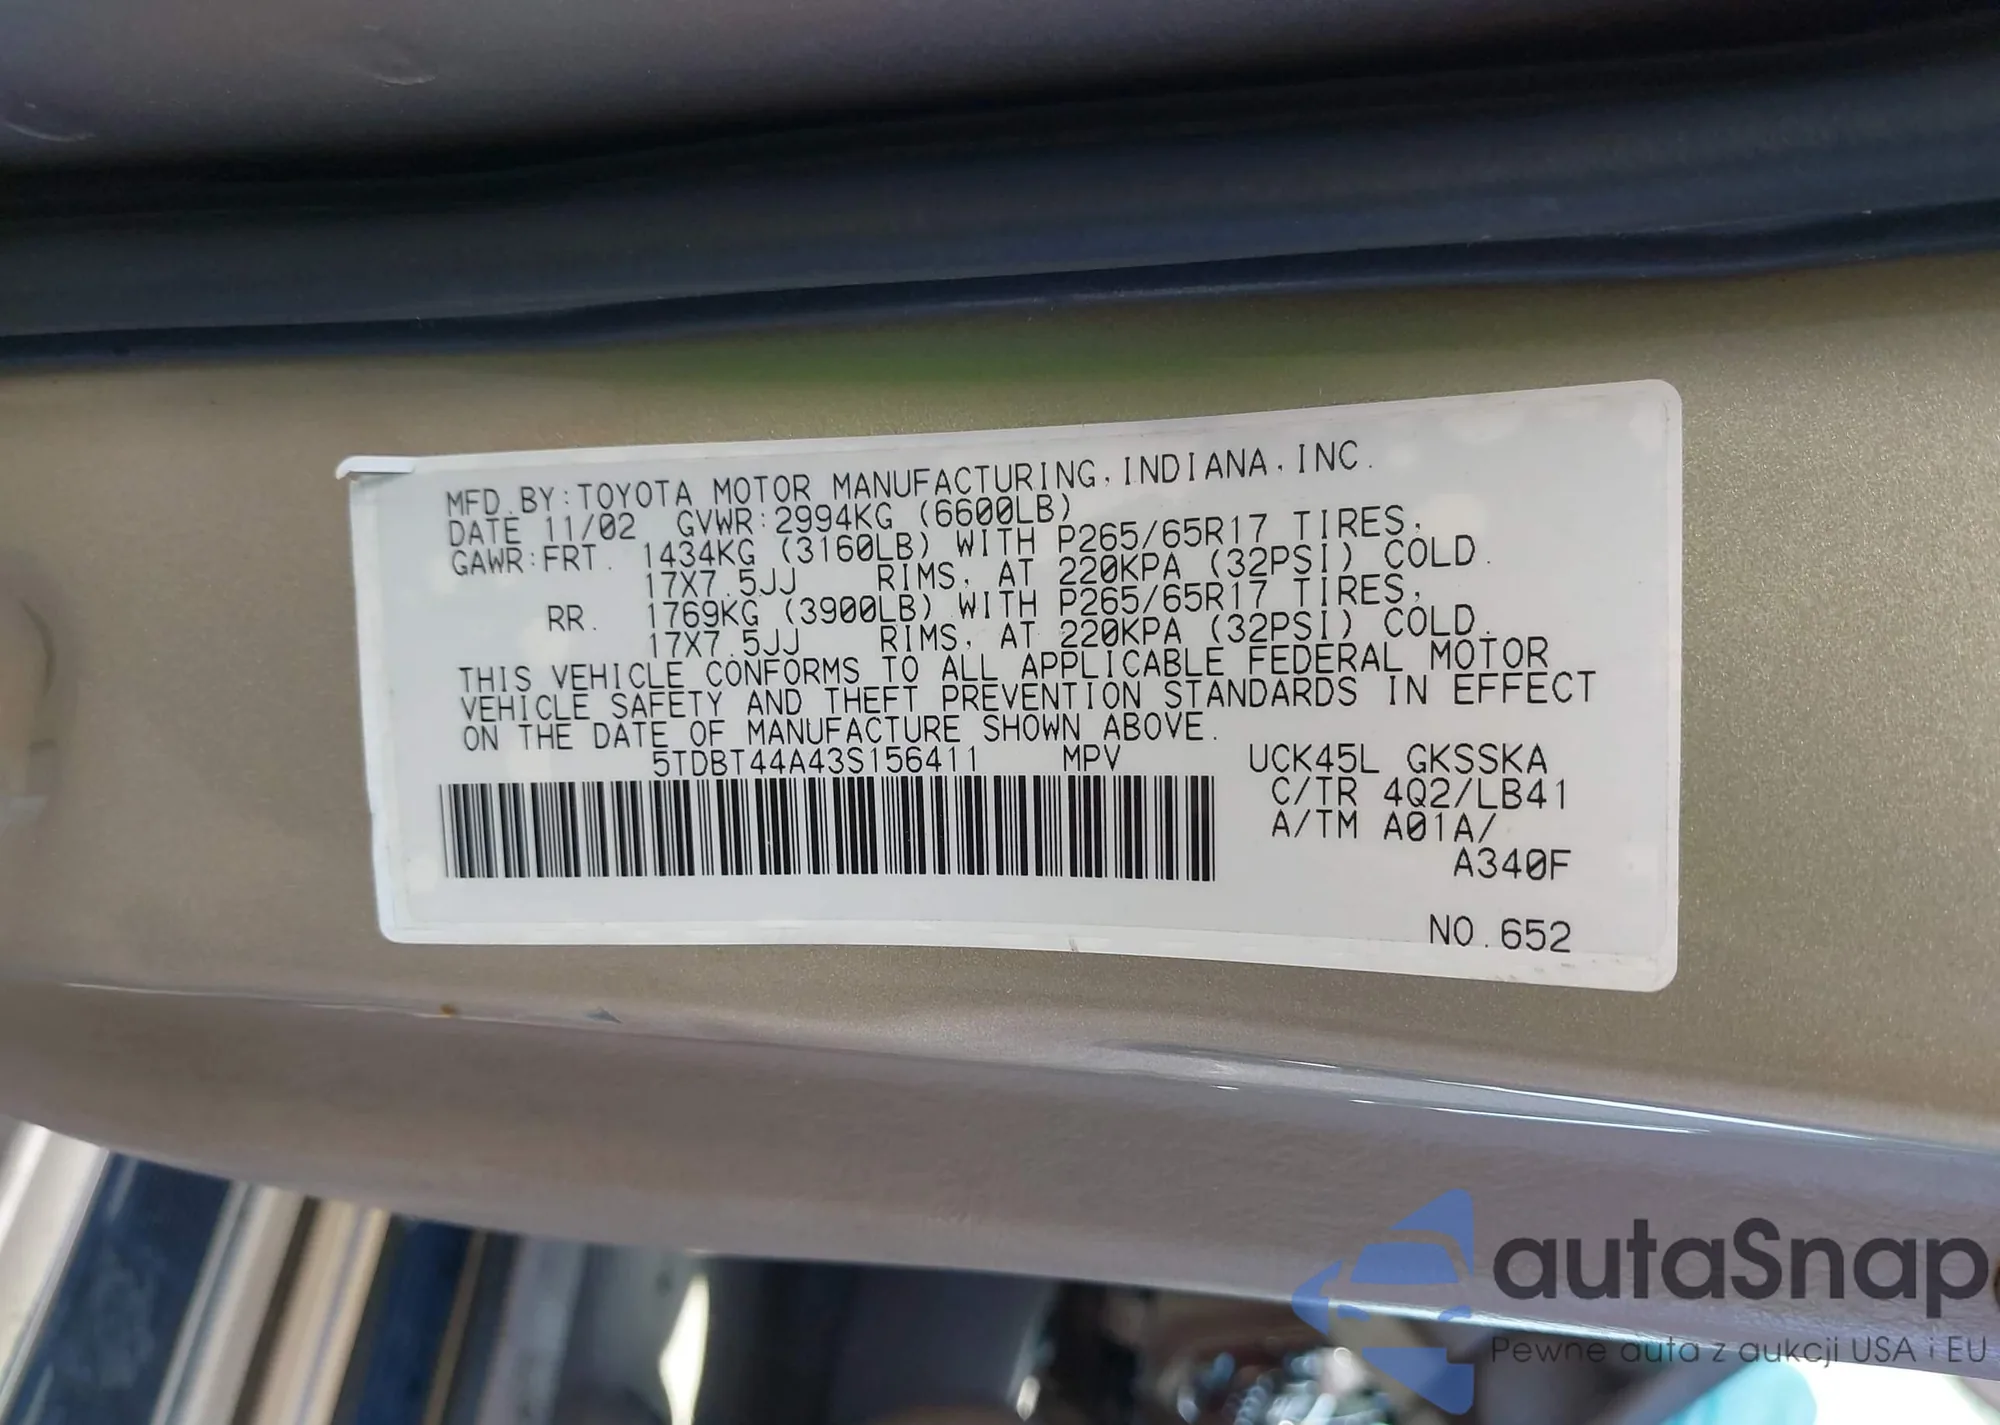 MFD.BY:TOYOTA MOTOR MANUFACTURING,INDIANA,INC.
DATE 11/02 GVWR:2994KG (6600LB)
GAWR:FRT. 1434KG (3160LB) WITH P265/65R17 TIRES,
17X7.5JJ RIMS, AT 220KPA (32PSI) COLD.
RR. 1769KG (3900LB) WITH P265/65R17 TIRES,
17X7.5JJ RIMS, AT 220KPA (32PSI) COLD.
THIS VEHICLE CONFORMS TO ALL APPLICABLE FEDERAL MOTOR
VEHICLE SAFETY AND THEFT PREVENTION STANDARDS IN EFFECT
ON THE DATE OF MANUFACTURE SHOWN ABOVE.
5TDBT44A43S156411 MPV UCK45L GKSSKA
C/TR 4Q2/LB41
A/TM A01A/
A340F
NO.652
autaSnap
Pewne auta z aukcji USA i EU